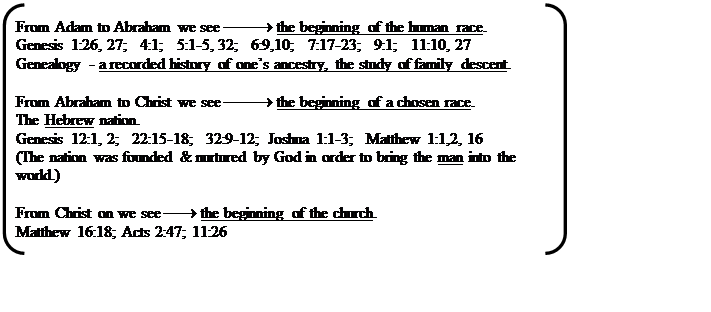 From Adam to Abraham we see ⟶ the beginning of the human race.
Genesis 1:26, 27; 4:1; 5:1-5, 32; 6:9,10; 7:17-23; 9:1; 11:10, 27
Genealogy - a recorded history of one's ancestry, the study of family descent.
From Abraham to Christ we see ⟶ the beginning of a chosen race.
The Hebrew nation.
Genesis 12:1, 2; 22:15-18; 32:9-12; Joshua 1:1-3; Matthew 1:1,2, 16
(The nation was founded & nurtured by God in order to bring the man into the
world.)
From Christ on we see ⟶ the beginning of the church.
Matthew 16:18; Acts 2:47; 11:26